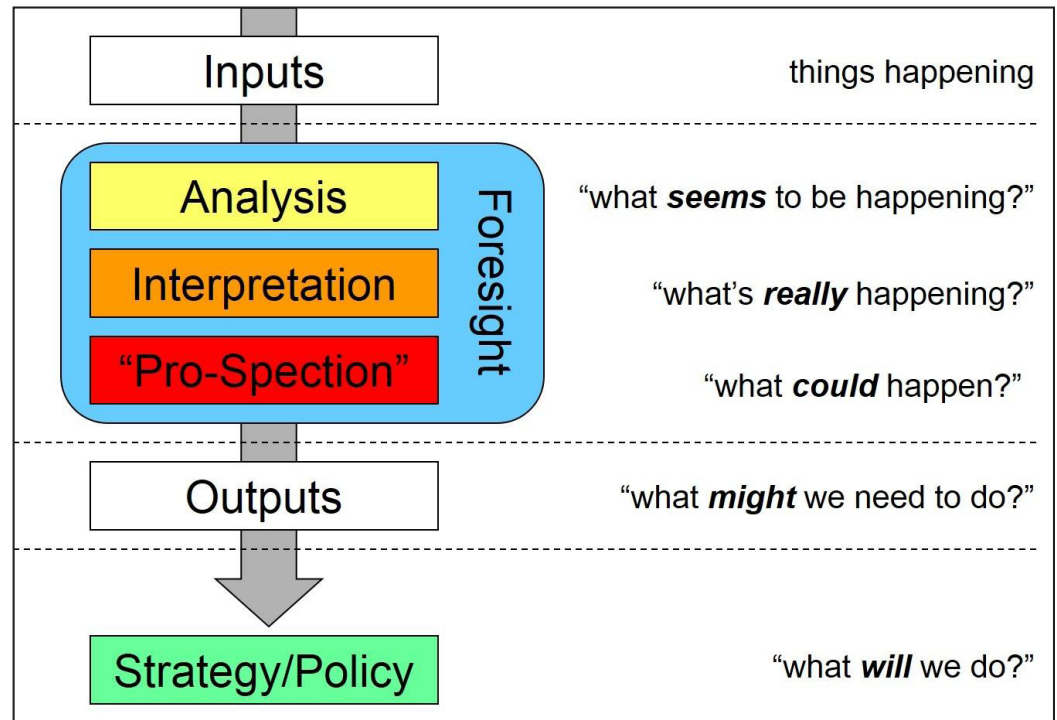 Inputs
things happening
Analysis
“what seems to be happening?”
Foresight
Interpretation
“what’s really happening?”
“Pro-Spection”
“what could happen?”
Outputs
“what might we need to do?”
Strategy/Policy
“what will we do?”